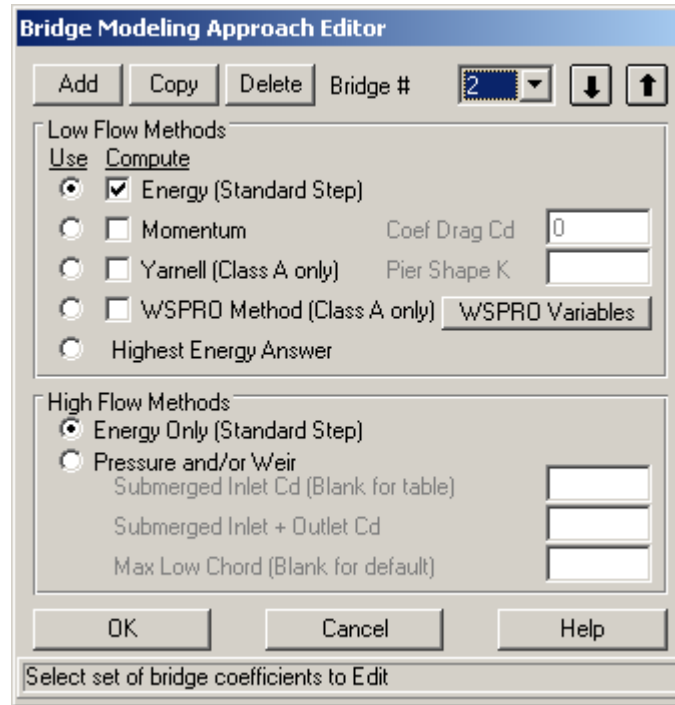 Bridge Modeling Approach Editor
Add Copy Delete Bridge # 2
Low Flow Methods
Use Compute
Energy (Standard Step)
Momentum Coef Drag Cd 0
Yarnell (Class A only) Pier Shape K
WSPRO Method (Class A only) WSPRO Variables
Highest Energy Answer
High Flow Methods
Energy Only (Standard Step)
Pressure and/or Weir
Submerged Inlet Cd (Blank for table)
Submerged Inlet + Outlet Cd
Max Low Chord (Blank for default)
OK Cancel Help
Select set of bridge coefficients to Edit